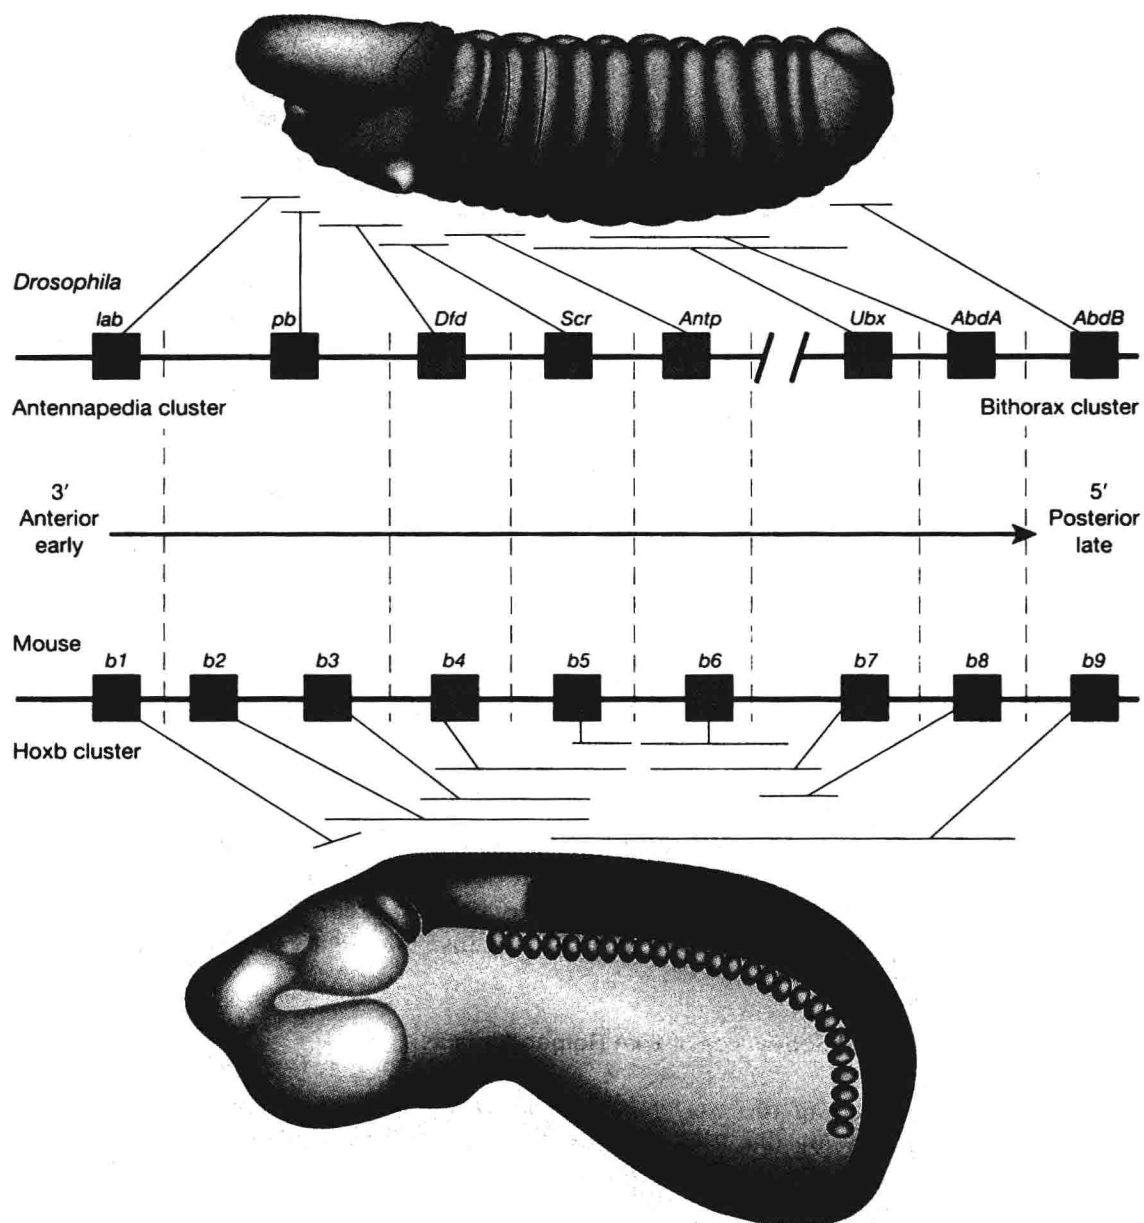 Drosophila
lab pb Dfd Scr Antp Ubx AbdA AbdB
Antennapedia cluster Bithorax cluster
3′ 5′
Anterior Posterior
early late
Mouse
b1 b2 b3 b4 b5 b6 b7 b8 b9
Hoxb cluster